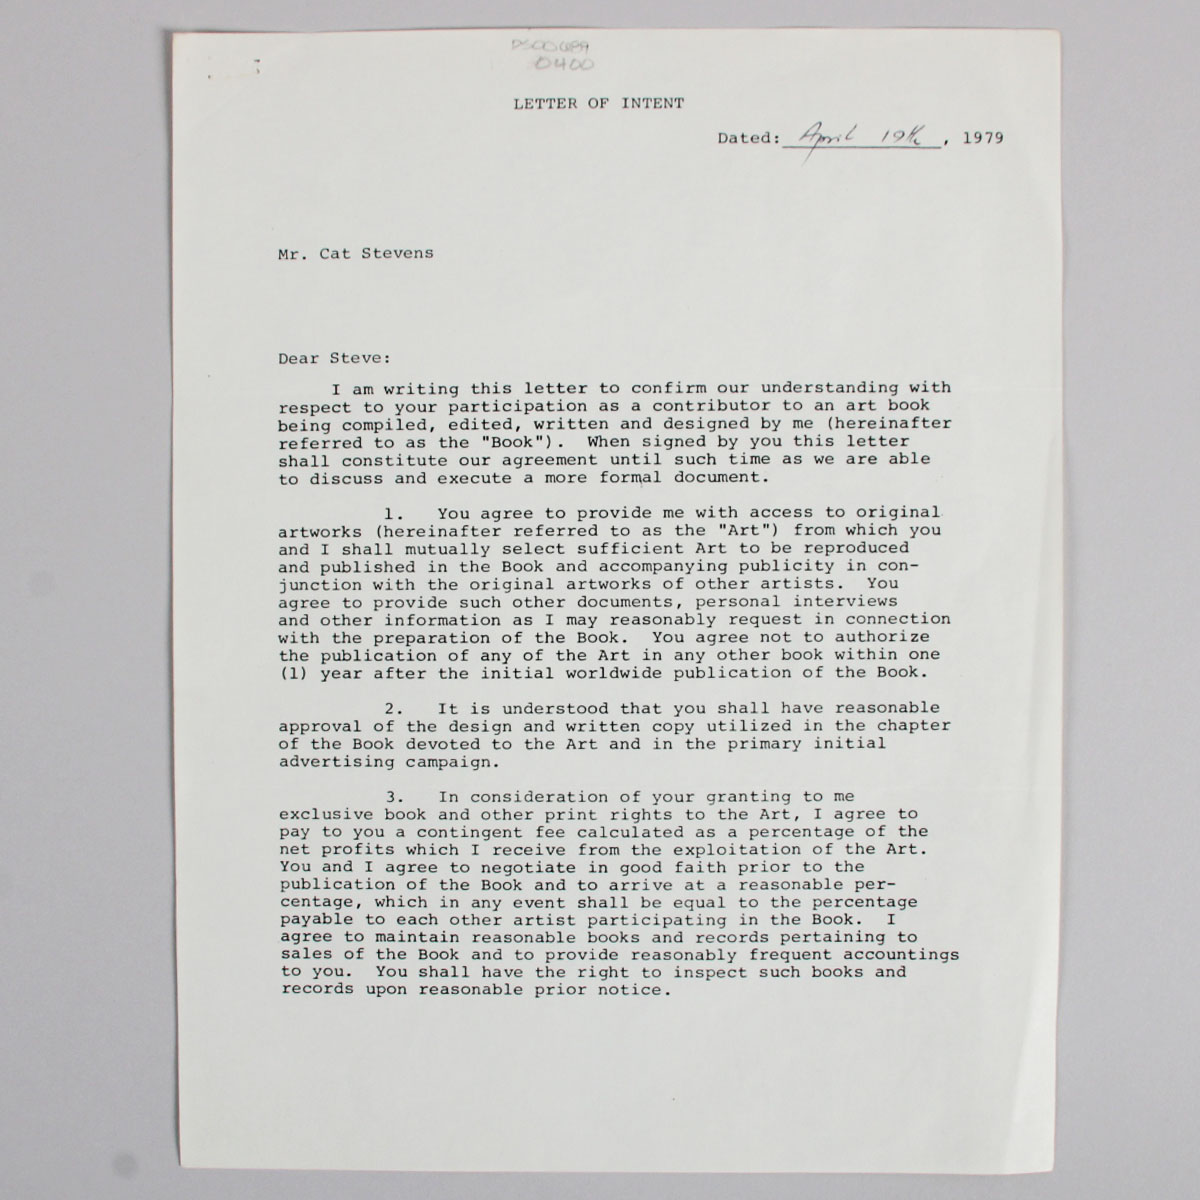 0400
LETTER OF INTENT
Dated: April 19th, 1979
Mr. Cat Stevens
Dear Steve:
I am writing this letter to confirm our understanding with
respect to your participation as a contributor to an art book
being compiled, edited, written and designed by me (hereinafter
referred to as the "Book"). When signed by you this letter
shall constitute our agreement until such time as we are able
to discuss and execute a more formal document.
1. You agree to provide me with access to original
artworks (hereinafter referred to as the "Art") from which you
and I shall mutually select sufficient Art to be reproduced
and published in the Book and accompanying publicity in con-
junction with the original artworks of other artists. You
agree to provide such other documents, personal interviews
and other information as I may reasonably request in connection
with the preparation of the Book. You agree not to authorize
the publication of any of the Art in any other book within one
(1) year after the initial worldwide publication of the Book.
2. It is understood that you shall have reasonable
approval of the design and written copy utilized in the chapter
of the Book devoted to the Art and in the primary initial
advertising campaign.
3. In consideration of your granting to me
exclusive book and other print rights to the Art, I agree to
pay to you a contingent fee calculated as a percentage of the
net profits which I receive from the exploitation of the Art.
You and I agree to negotiate in good faith prior to the
publication of the Book and to arrive at a reasonable per-
centage, which in any event shall be equal to the percentage
payable to each other artist participating in the Book. I
agree to maintain reasonable books and records pertaining to
sales of the Book and to provide reasonably frequent accountings
to you. You shall have the right to inspect such books and
records upon reasonable prior notice.